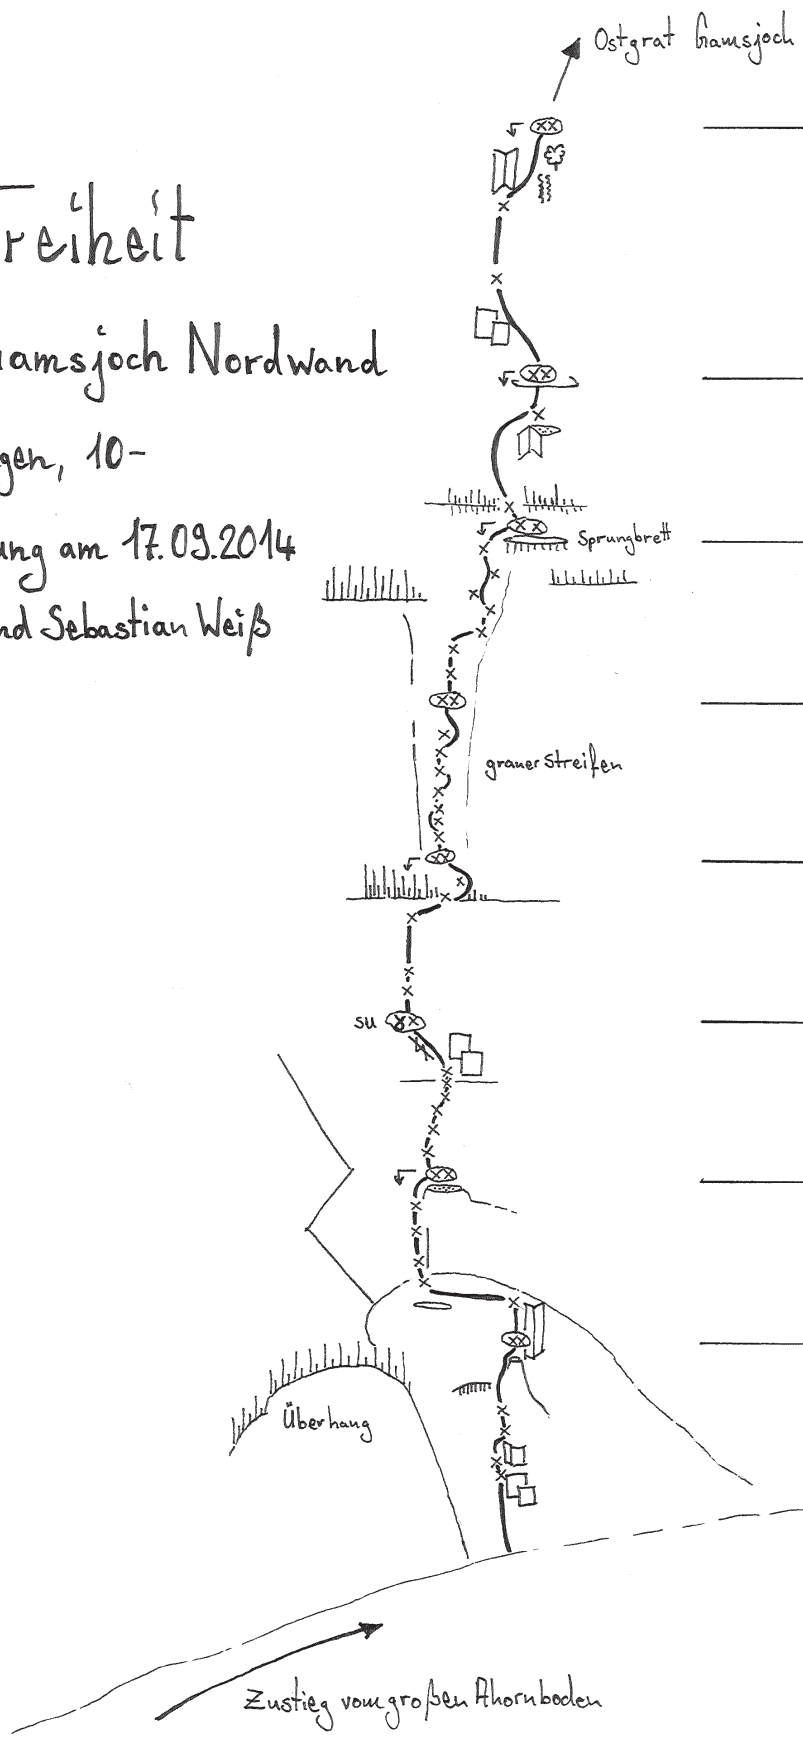 Ostgrat Gamsjoch
reiheit
amsjoch Nordwand
gen, 10-
ung am 17.09.2014
nd Sebastian Weiß
Sprungbrett
grauer Streifen
su
Überhang
Zustieg vom großen Ahornboden